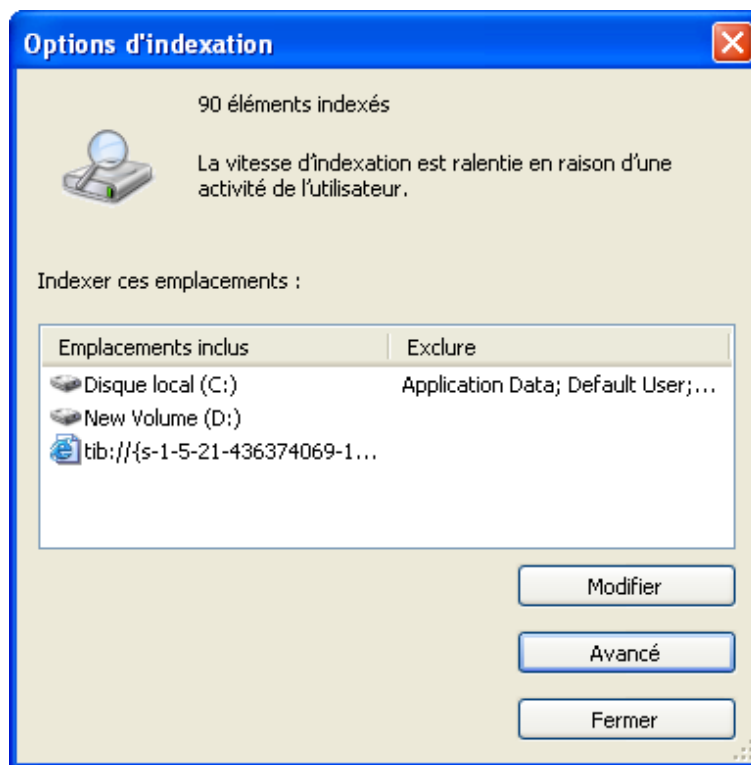 Options d'indexation
90 éléments indexés
La vitesse d'indexation est ralentie en raison d'une
activité de l'utilisateur.
Indexer ces emplacements :
Emplacements inclus Exclure
Disque local (C:) Application Data; Default User;...
New Volume (D:)
tib://{s-1-5-21-436374069-1...
Modifier
Avancé
Fermer